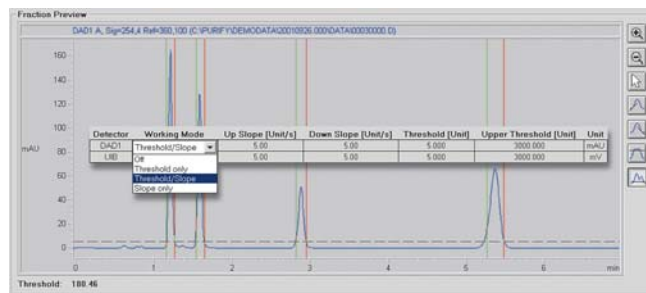 Fraction Preview
DAD1 A, Sig=254,4 Ref=360,100 (C:\PURIFY\DEMODATA\20010926.000\DATA\00030000.D)
160
140
120
100
mAU 80
60
40
20
0
Detector Working Mode Up Slope [Unit/s] Down Slope [Unit/s] Threshold [Unit] Upper Threshold [Unit] Unit
DAD1 Threshold/Slope 5.00 5.00 5.000 3000.000 mAU
UIB 5.00 5.00 5.000 3000.000 mV
Off
Threshold only
Threshold/Slope
Slope only
0 1 2 3 4 5 6 min
Threshold: 188.46